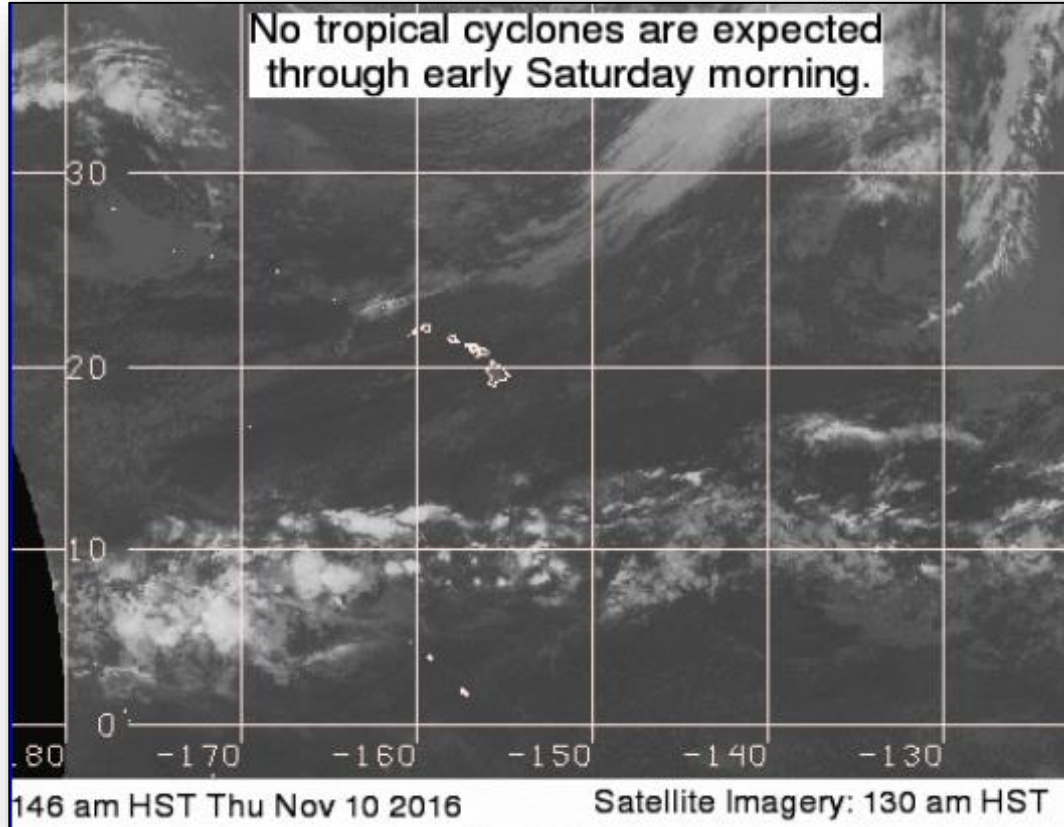 No tropical cyclones are expected
through early Saturday morning.
30
20
10
0
80 -170 -160 -150 -140 -130
146 am HST Thu Nov 10 2016 Satellite Imagery: 130 am HST